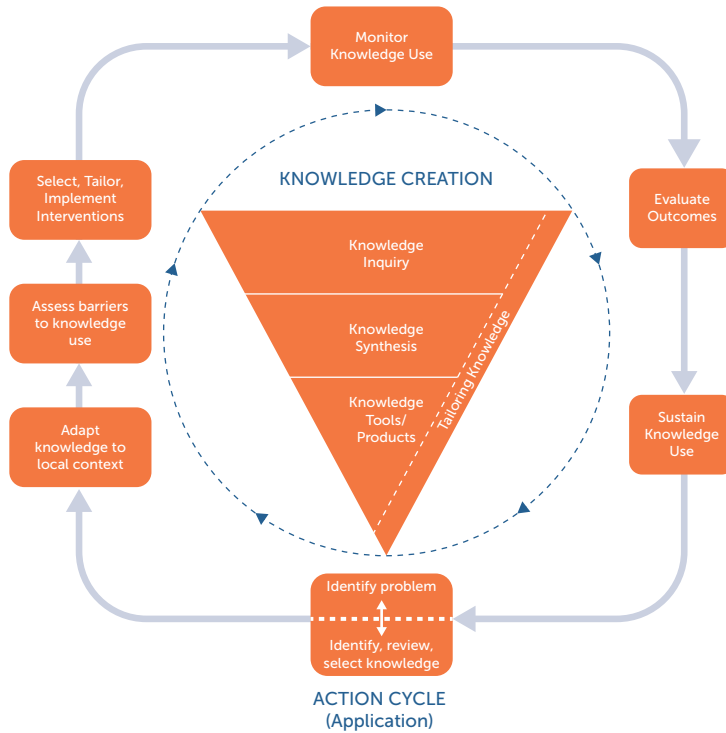 Monitor
Knowledge Use
Select, Tailor,
Implement
Interventions
KNOWLEDGE CREATION
Evaluate
Outcomes
Knowledge
Inquiry
Assess barriers
to knowledge
use
Knowledge
Synthesis
Tailoring Knowledge
Adapt
knowledge to
local context
Knowledge
Tools/
Products
Sustain
Knowledge
Use
Identify problem
Identify, review,
select knowledge
ACTION CYCLE
(Application)